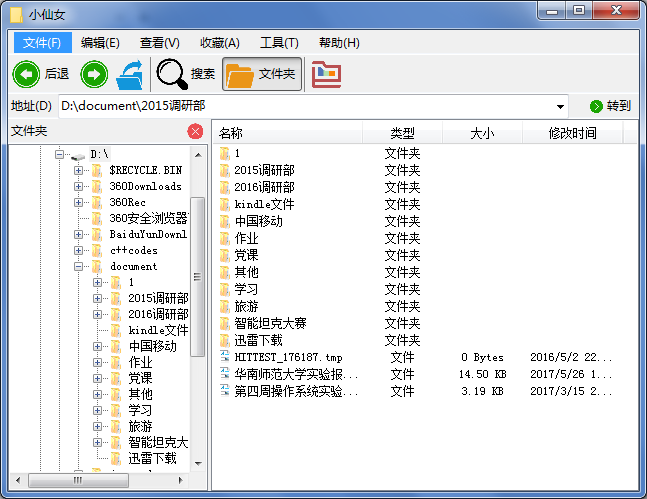 小仙女
文件(F) 编辑(E) 查看(V) 收藏(A) 工具(T) 帮助(H)
后退 搜索 文件夹
地址(D) D:\document\2015调研部 转到
文件夹
D:\
$RECYCLE.BIN
360Downloads
360Rec
360安全浏览器
BaiduYunDownl
c++codes
document
1
2015调研部
2016调研部
kindle文件
中国移动
作业
党课
其他
学习
旅游
智能坦克大
迅雷下载
名称 类型 大小 修改时间
1 文件夹
2015调研部 文件夹
2016调研部 文件夹
kindle文件 文件夹
中国移动 文件夹
作业 文件夹
党课 文件夹
其他 文件夹
学习 文件夹
旅游 文件夹
智能坦克大赛 文件夹
迅雷下载 文件夹
HITTEST_176187.tmp 文件 0 Bytes 2016/5/2 22...
华南师范大学实验报... 文件 14.50 KB 2017/5/26 1...
第四周操作系统实验... 文件 3.19 KB 2017/3/15 2...